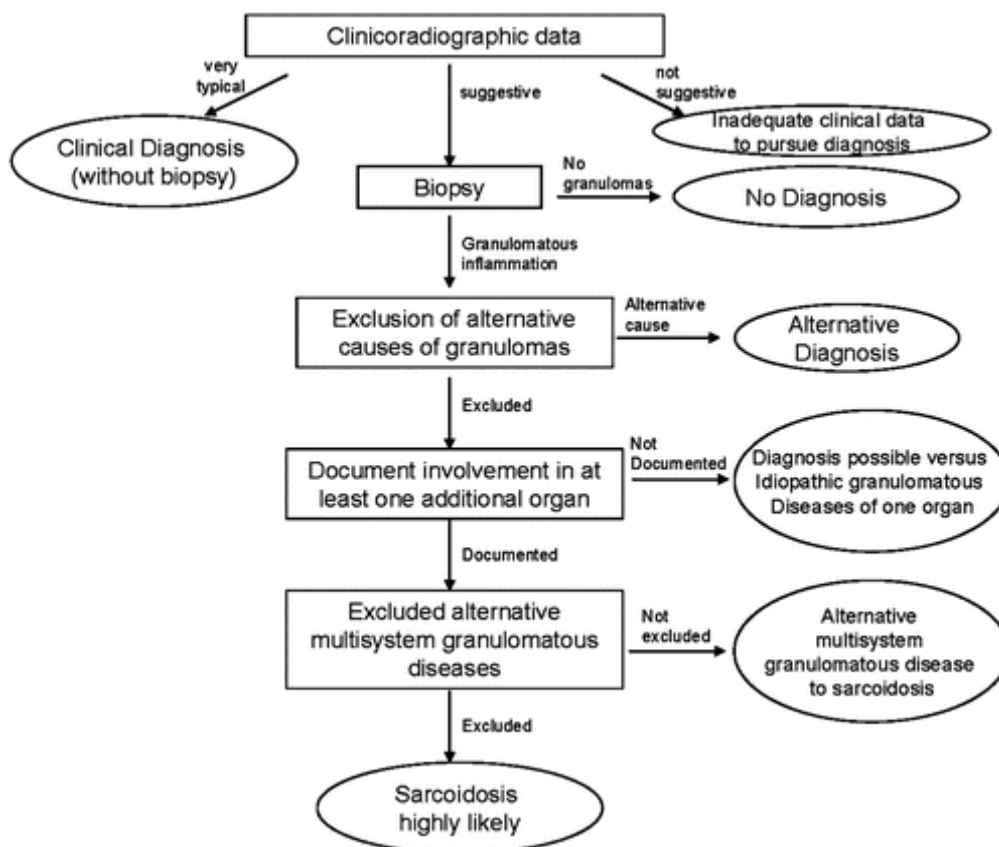 Clinicoradiographic data
very
typical
suggestive
not
suggestive
Clinical Diagnosis
(without biopsy)
Inadequate clinical data
to pursue diagnosis
Biopsy
No
granulomas
No Diagnosis
Granulomatous
inflammation
Exclusion of alternative
causes of granulomas
Alternative
cause
Alternative
Diagnosis
Excluded
Document involvement in at
least one additional organ
Not
Documented
Diagnosis possible versus
Idiopathic granulomatous
Diseases of one organ
Documented
Excluded alternative
multisystem granulomatous
diseases
Not
excluded
Alternative
multisystem
granulomatous disease
to sarcoidosis
Excluded
Sarcoidosis
highly likely